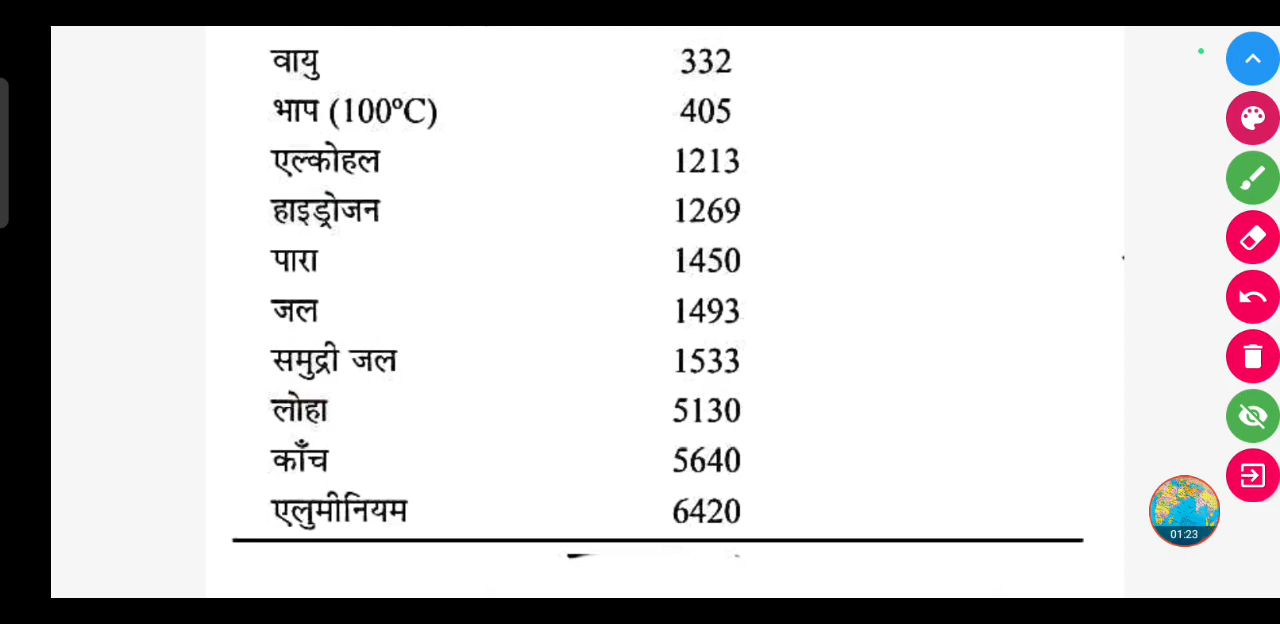 वायु 332
भाप (100°C) 405
एल्कोहल 1213
हाइड्रोजन 1269
पारा 1450
जल 1493
समुद्री जल 1533
लोहा 5130
काँच 5640
एलुमीनियम 6420
01:23